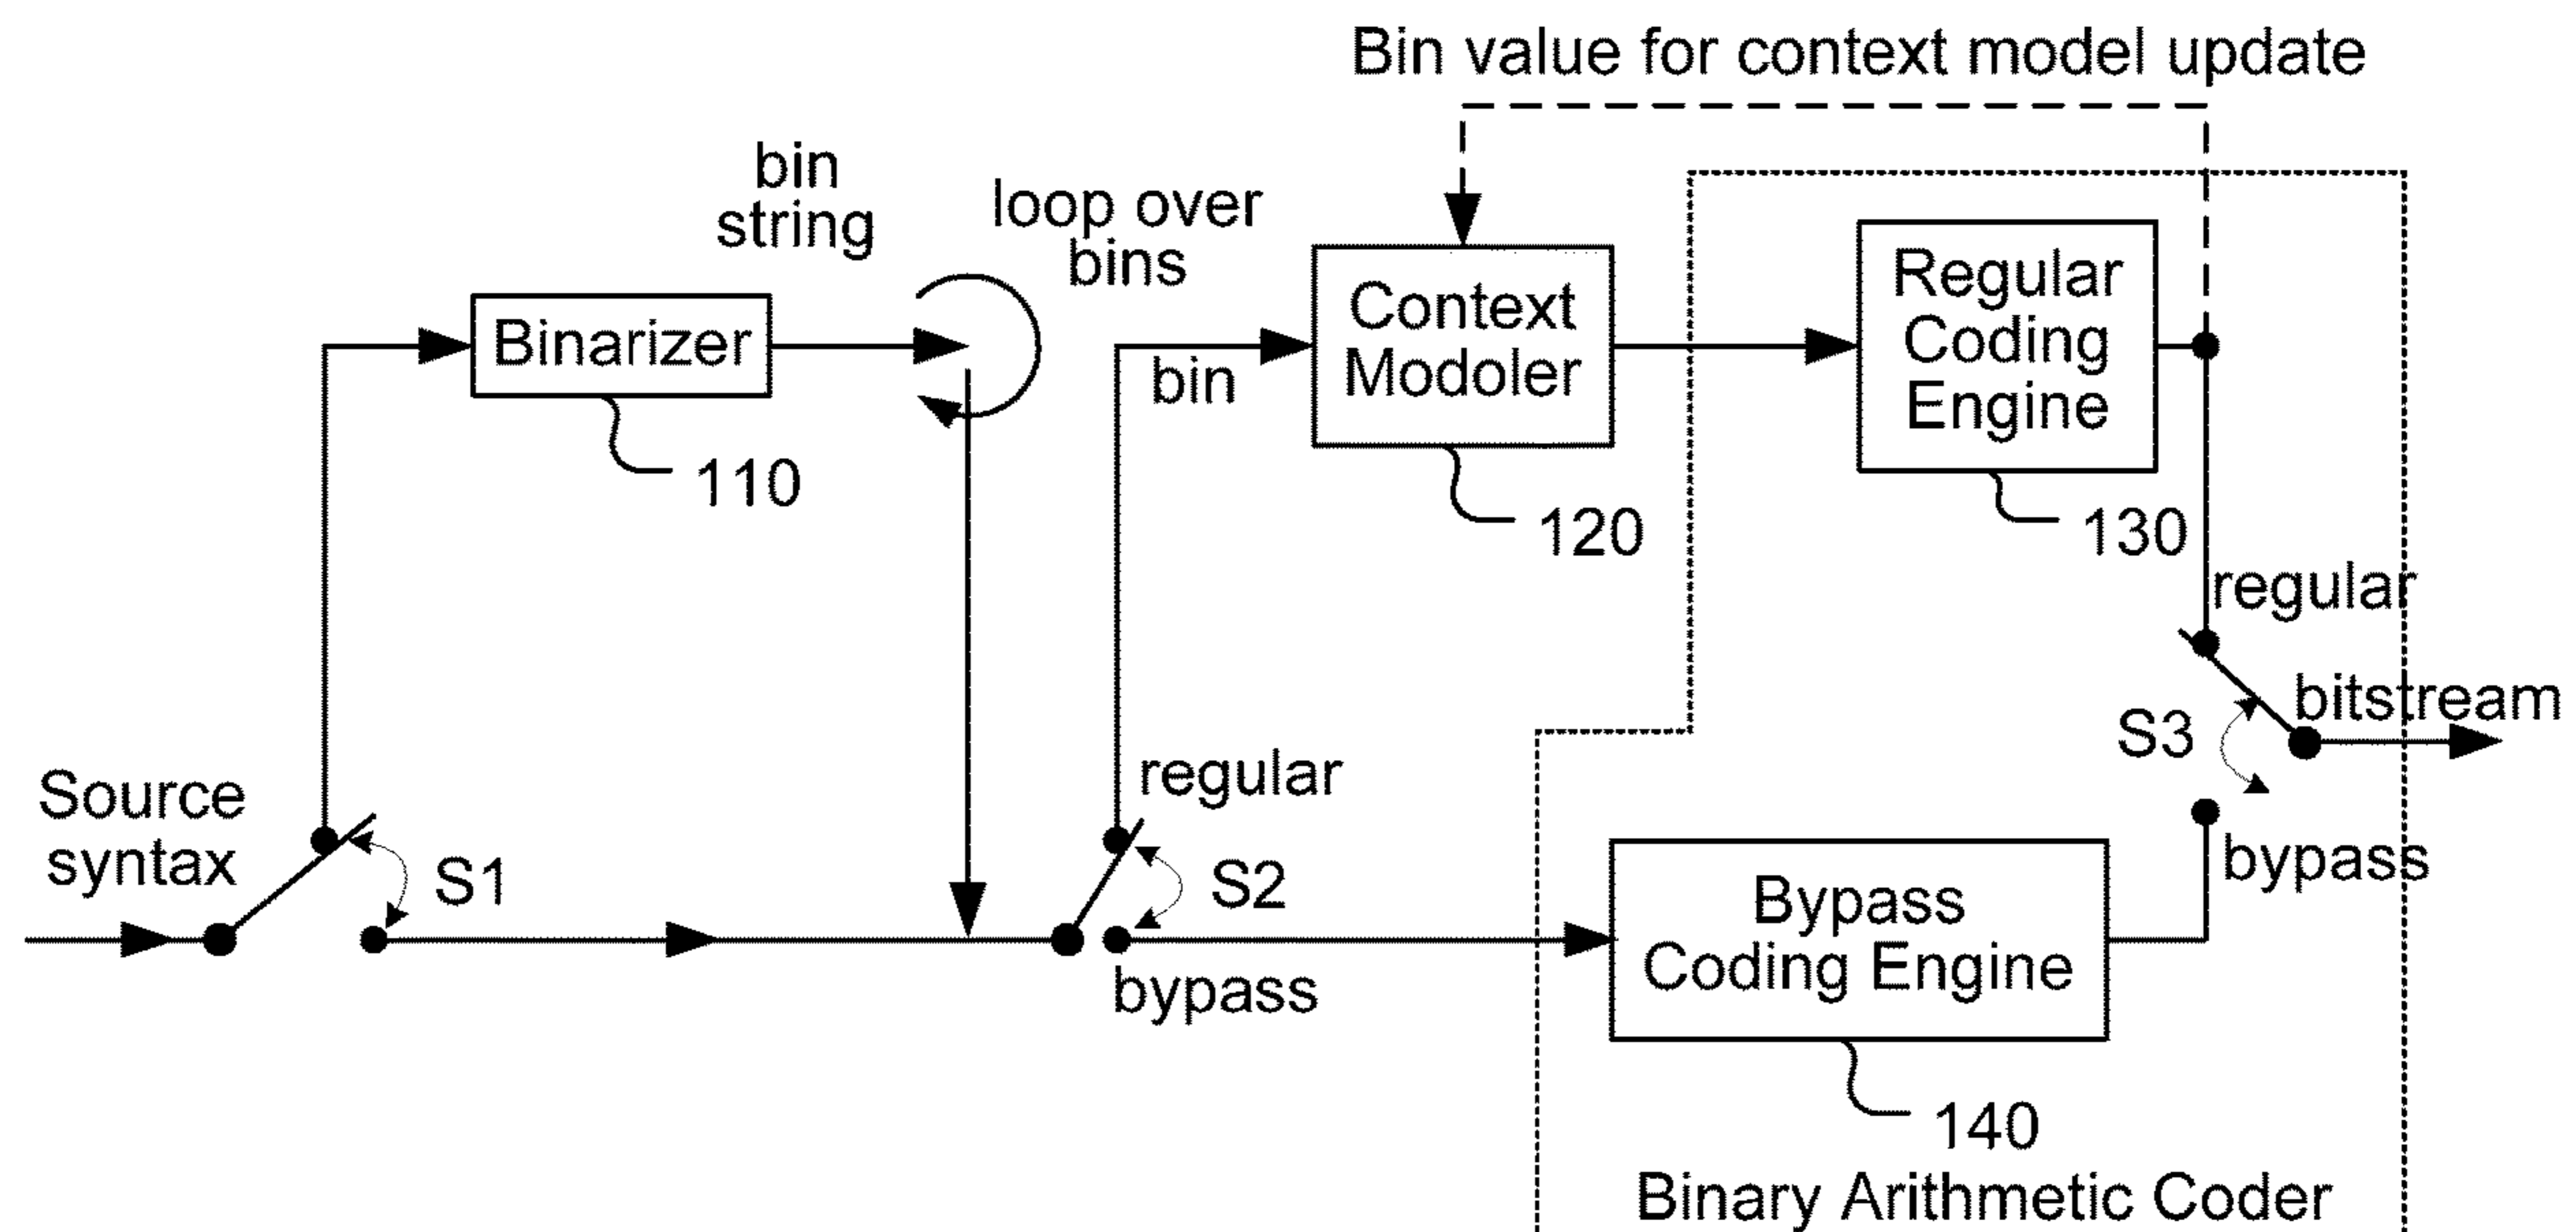 Bin value for context model update
bin
string
loop over
bins
Binarizer
110
bin
Context
Modoler
120
Regular
Coding
Engine
130
regular
Source
syntax
S1
regular
S2
bypass
S3
bitstream
bypass
Bypass
Coding Engine
140
Binary Arithmetic Coder